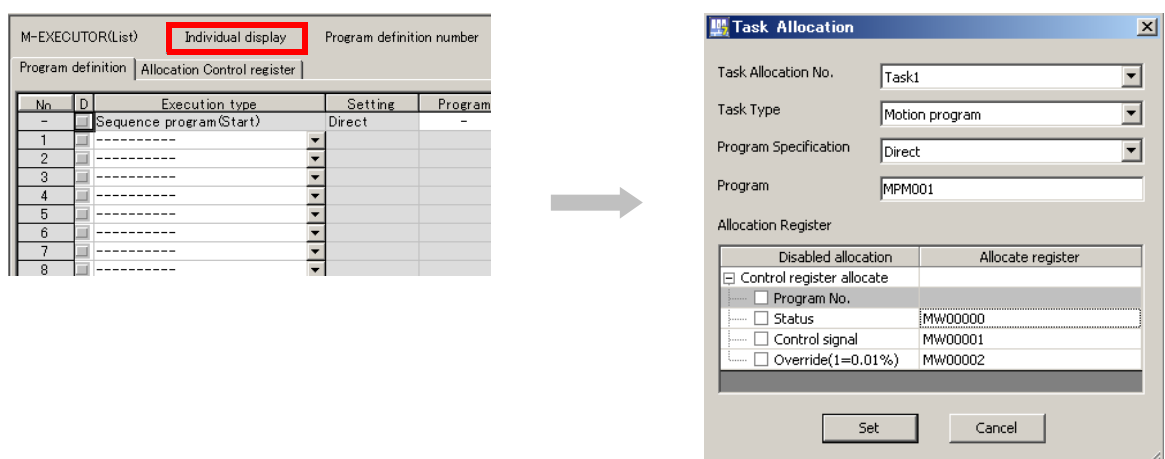 M-EXECUTOR(List) Individual display Program definition number
Program definition Allocation Control register
No D Execution type Setting Program
- Sequence program(Start) Direct -
1 ----------
2 ----------
3 ----------
4 ----------
5 ----------
6 ----------
7 ----------
8 ----------
Task Allocation
Task Allocation No. Task1
Task Type Motion program
Program Specification Direct
Program MPM001
Allocation Register
Disabled allocation Allocate register
Control register allocate
Program No.
Status MW00000
Control signal MW00001
Override(1=0.01%) MW00002
Set Cancel